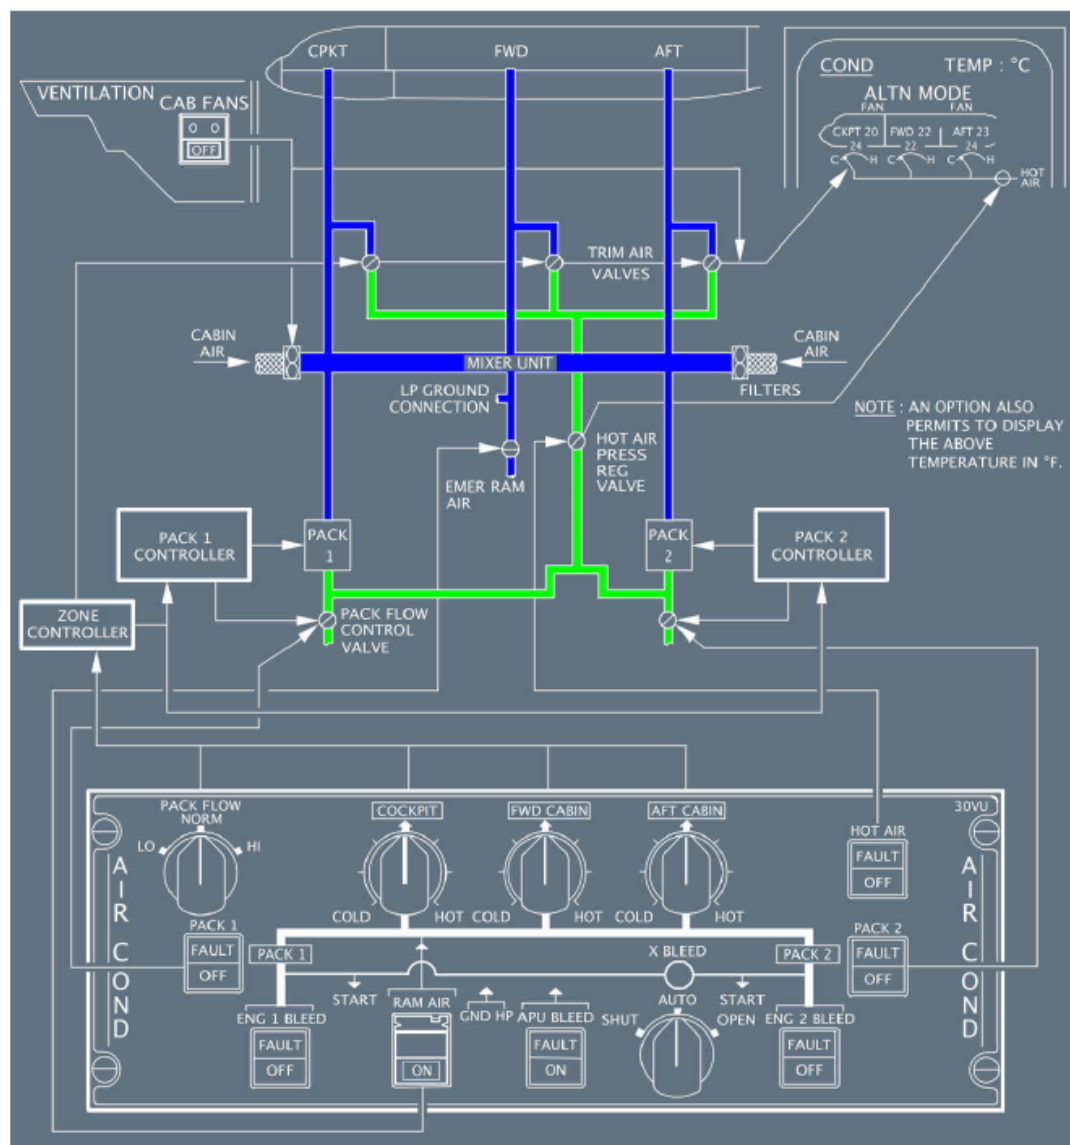 CPKT
FWD
AFT
COND
TEMP : °C
ALTN MODE
FAN
FAN
CKPT 20
FWD 22
AFT 23
24
22
24
C
H
C
H
C
H
HOT
AIR
VENTILATION
CAB FANS
OFF
TRIM AIR
VALVES
CABIN
AIR
MIXER UNIT
CABIN
AIR
LP GROUND
CONNECTION
FILTERS
NOTE : AN OPTION ALSO
PERMITS TO DISPLAY
THE ABOVE
TEMPERATURE IN °F.
HOT AIR
PRESS
REG
VALVE
EMER RAM
AIR
PACK 1
CONTROLLER
PACK
1
PACK
2
PACK 2
CONTROLLER
ZONE
CONTROLLER
PACK FLOW
CONTROL
VALVE
PACK FLOW
NORM
LO
HI
COCKPIT
FWD CABIN
AFT CABIN
30VU
HOT AIR
FAULT
OFF
COLD
HOT
COLD
HOT
COLD
HOT
AIR COND
AIR COND
PACK 1
FAULT
OFF
PACK 1
X BLEED
PACK 2
PACK 2
FAULT
OFF
START
RAM AIR
GND HP
APU BLEED
AUTO
START
SHUT
OPEN
ENG 1 BLEED
FAULT
OFF
ON
FAULT
ON
ENG 2 BLEED
FAULT
OFF